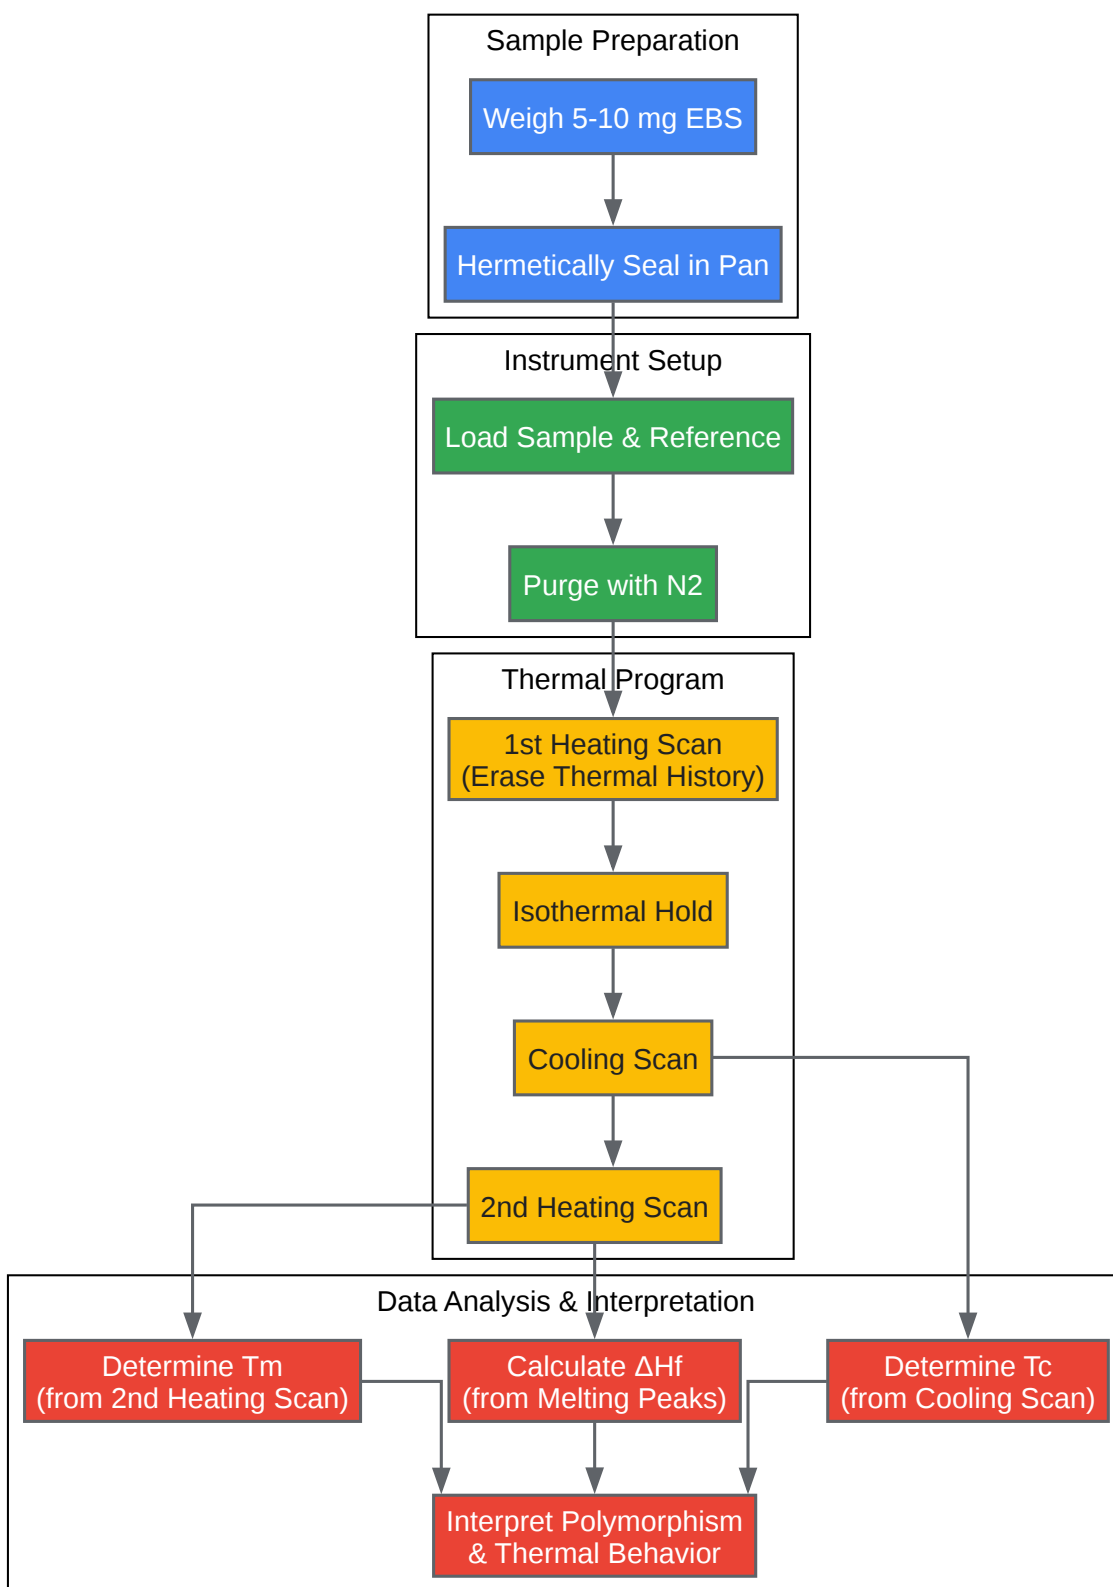 Sample Preparation
Weigh 5-10 mg EBS
Hermetically Seal in Pan
Instrument Setup
Load Sample & Reference
Purge with N2
Thermal Program
1st Heating Scan
(Erase Thermal History)
Isothermal Hold
Cooling Scan
2nd Heating Scan
Data Analysis & Interpretation
Determine Tm
(from 2nd Heating Scan)
Calculate ΔHf
(from Melting Peaks)
Determine Tc
(from Cooling Scan)
Interpret Polymorphism
& Thermal Behavior